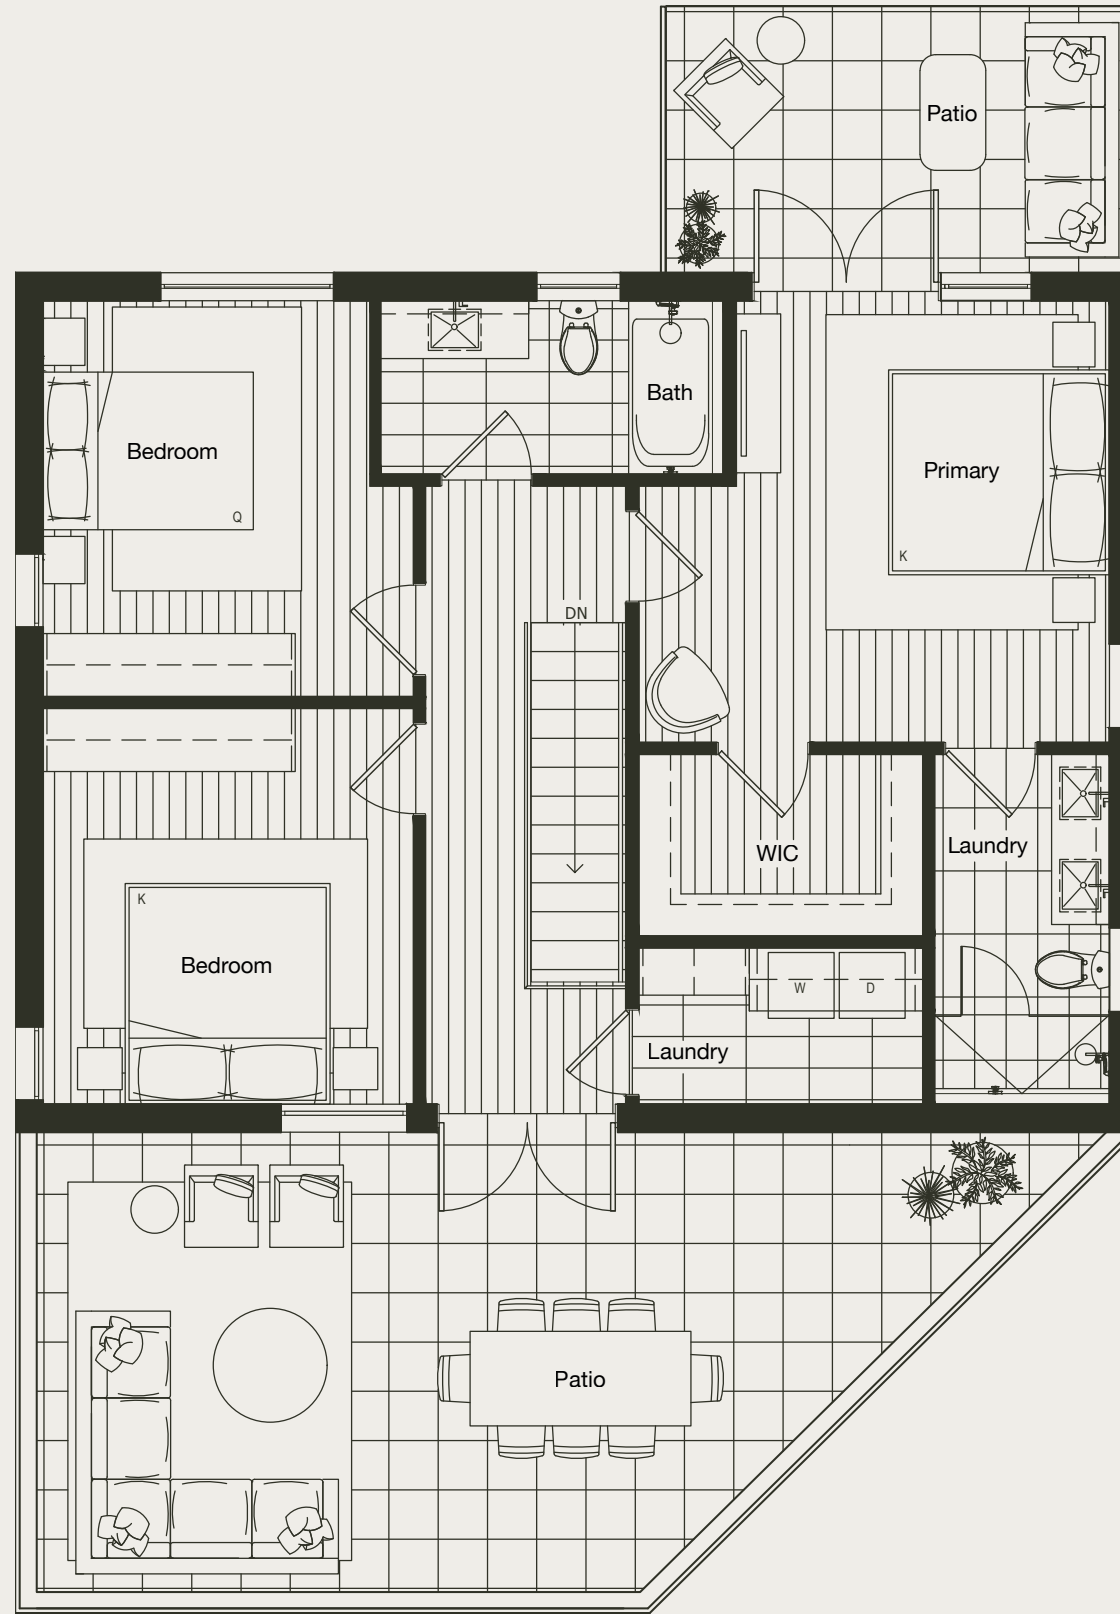 Patio
Bath
Bedroom
Primary
Q
K
DN
WIC
Laundry
K
Bedroom
W
D
Laundry
Patio